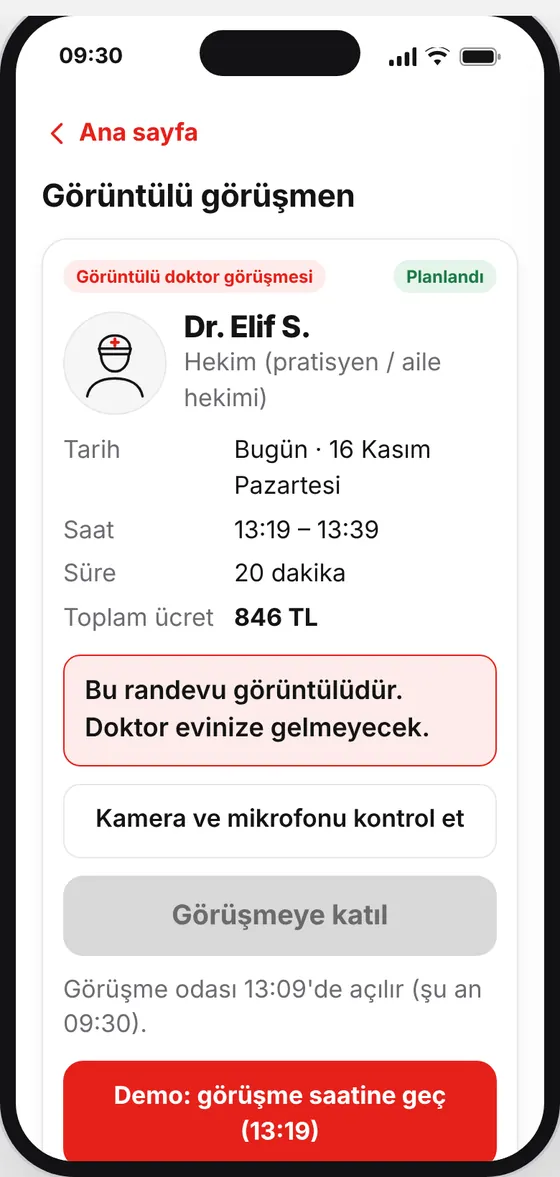 09:30
Ana sayfa
Görüntülü görüşmen
Görüntülü doktor görüşmesi
Planlandı
Dr. Elif S.
Hekim (pratisyen / aile
hekimi)
Tarih
Bugün · 16 Kasım
Pazartesi
Saat
13:19 – 13:39
Süre
20 dakika
Toplam ücret
846 TL
Bu randevu görüntülüdür.
Doktor evinize gelmeyecek.
Kamera ve mikrofonu kontrol et
Görüşmeye katıl
Görüşme odası 13:09'de açılır (şu an
09:30).
Demo: görüşme saatine geç
(13:19)